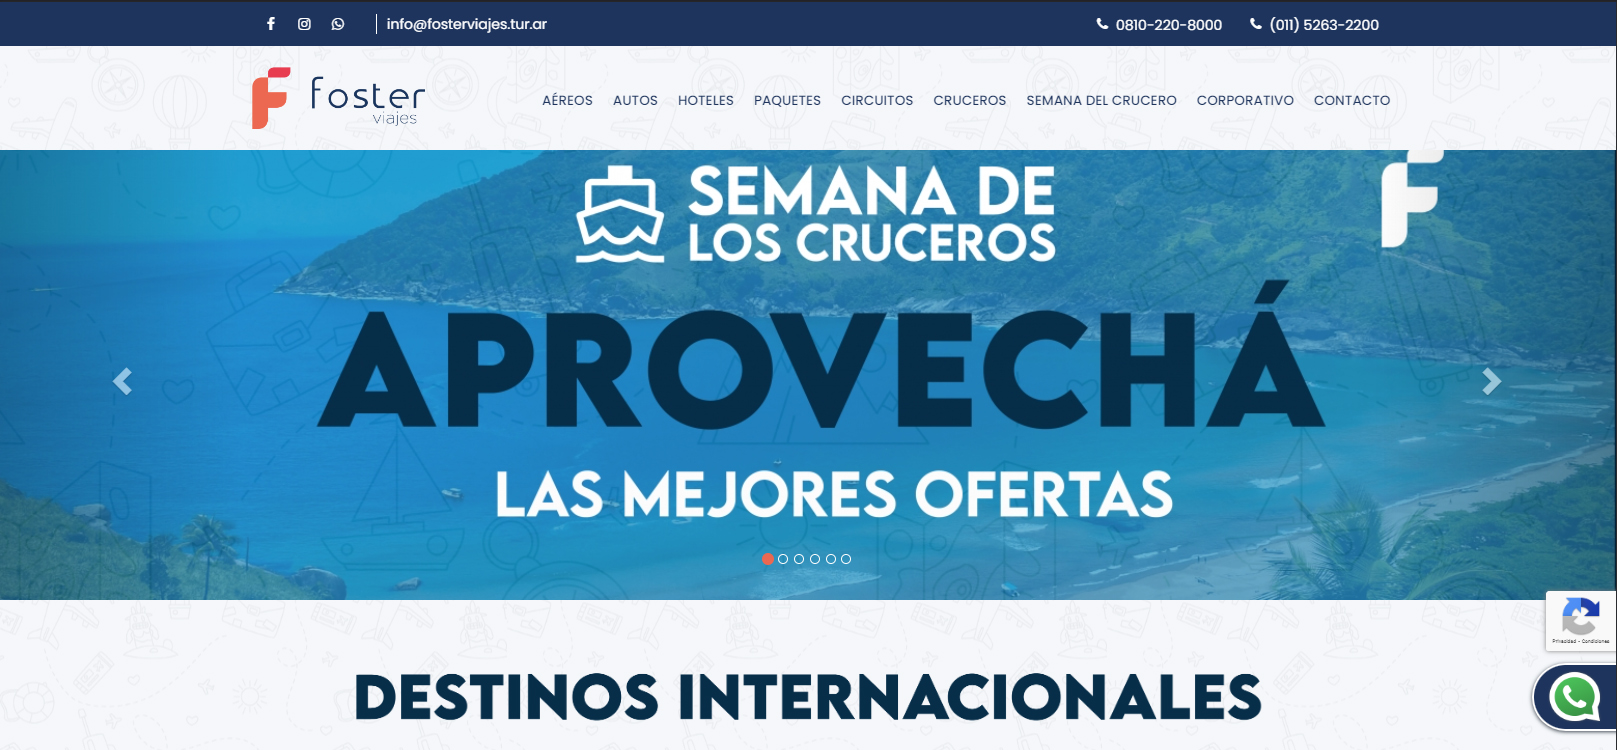 info@fosterviajes.tur.ar
0810-220-8000
(011) 5263-2200
foster
viajes
AÉREOS
AUTOS
HOTELES
PAQUETES
CIRCUITOS
CRUCEROS
SEMANA DEL CRUCERO
CORPORATIVO
CONTACTO
SEMANA DE
LOS CRUCEROS
APROVECHÁ
LAS MEJORES OFERTAS
Privacidad - Condiciones
DESTINOS INTERNACIONALES